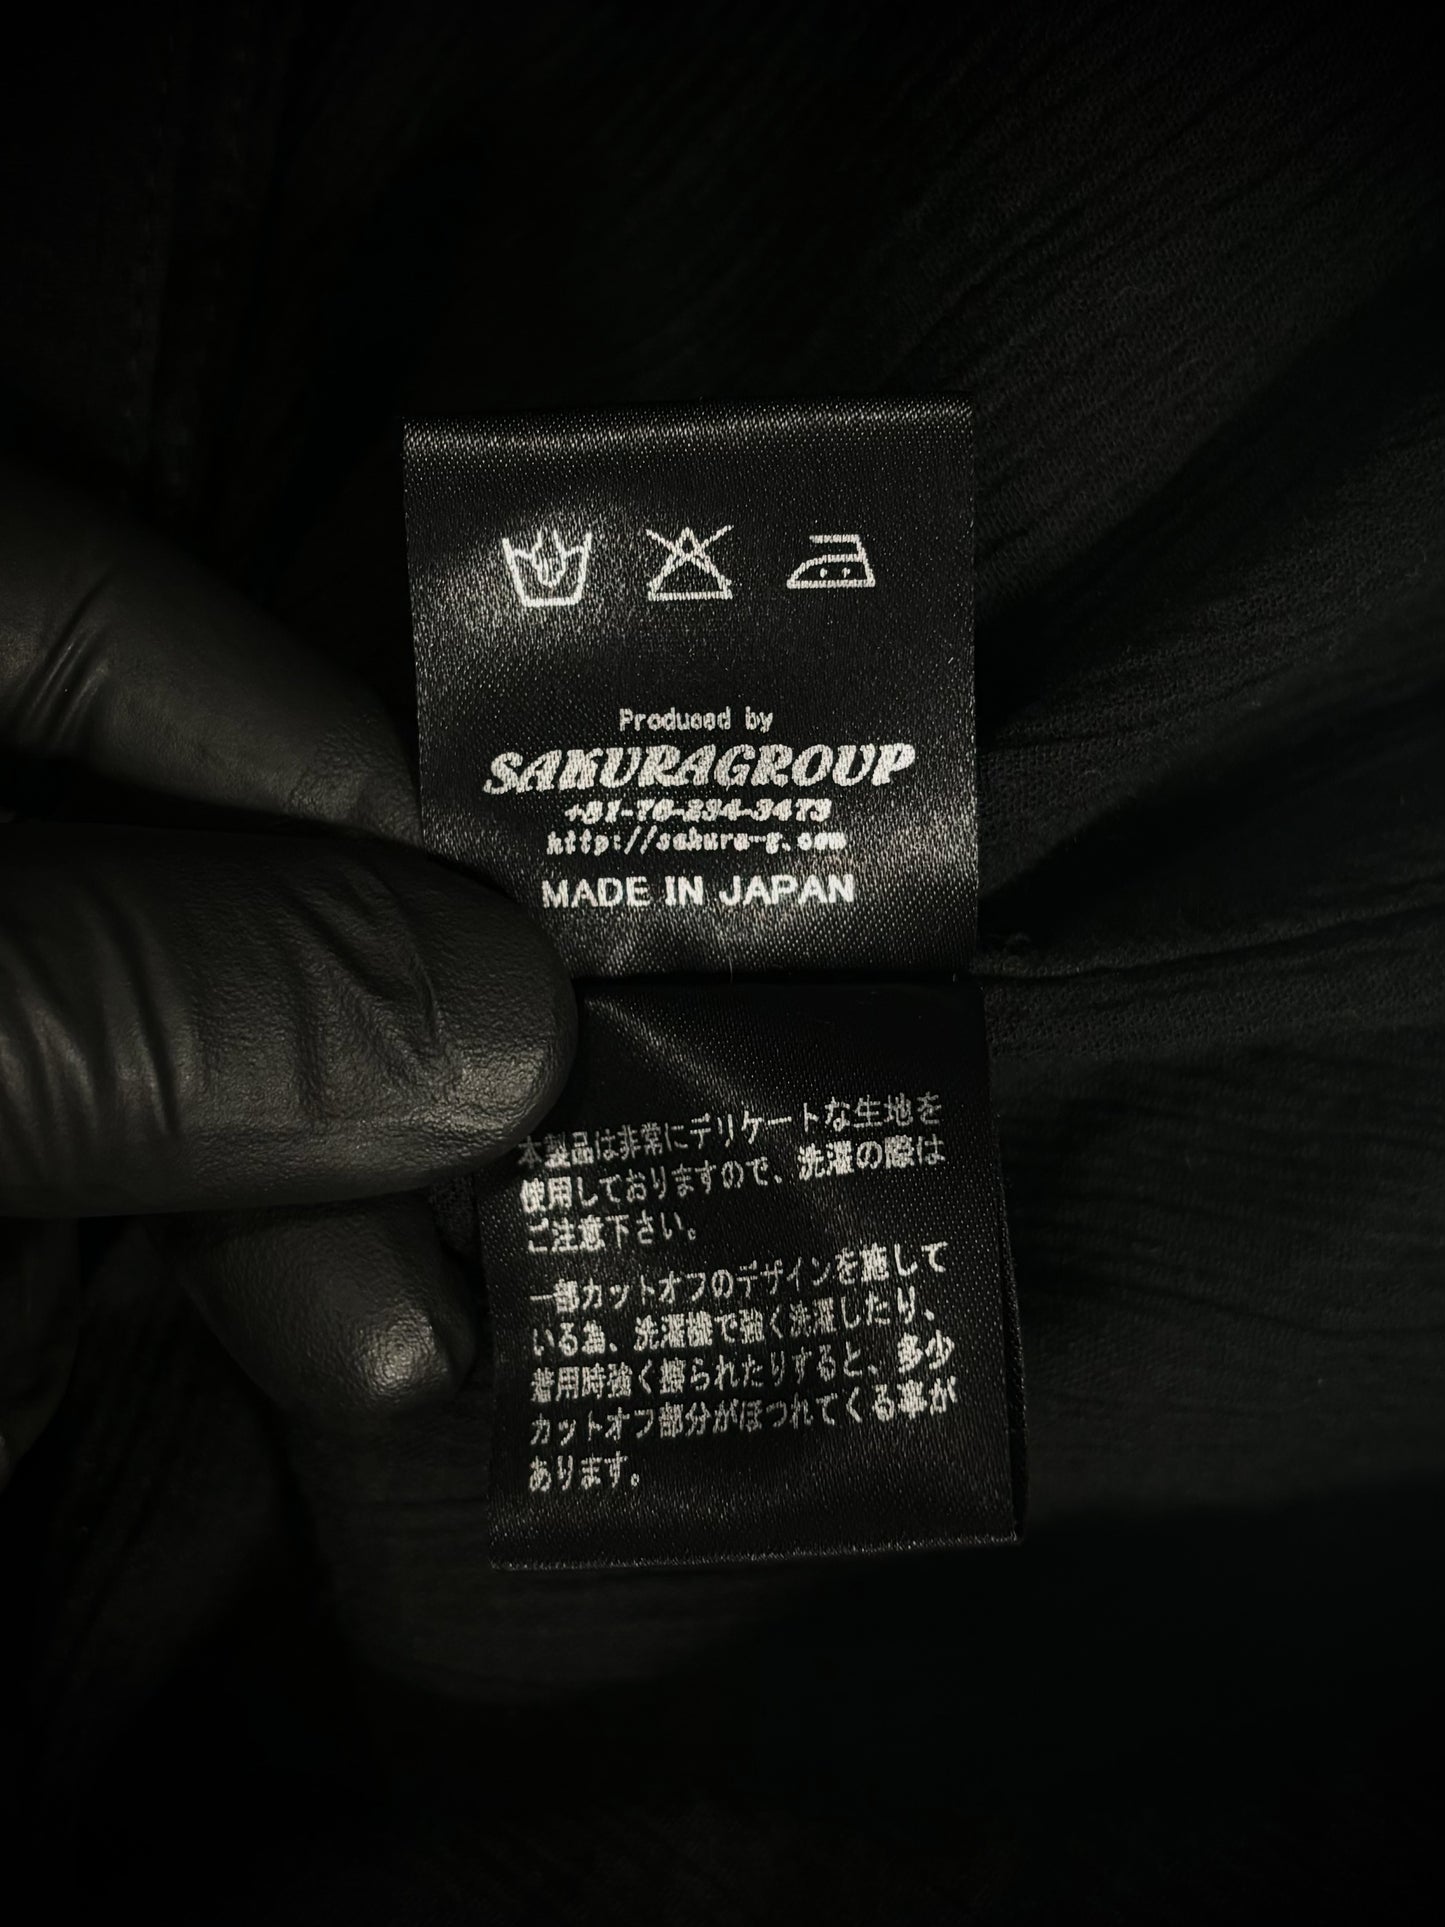 Produced by
SAKURAGROUP
+81-76-234-3473
http://sakura-g.com
MADE IN JAPAN
本製品は非常にデリケートな生地を
使用しておりますので、洗濯の際は
ご注意下さい。
一部カットオフのデザインを施して
いる為、洗濯機で強く洗濯したり、
着用時強く擦られたりすると、多少
カットオフ部分がほつれてくる事が
あります。